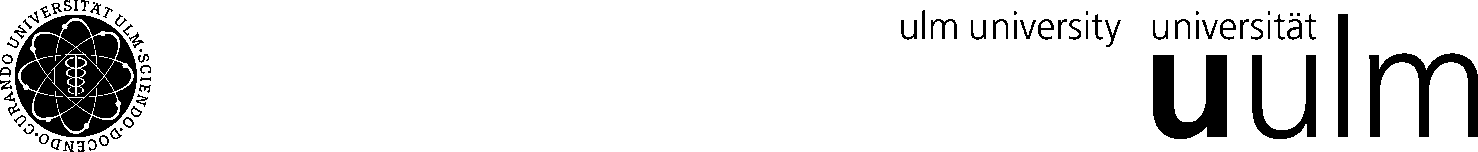 UNIVERSITÄT ULM·SCIENDO·DOCENDO·CURANDO
ulm university universität
uulm